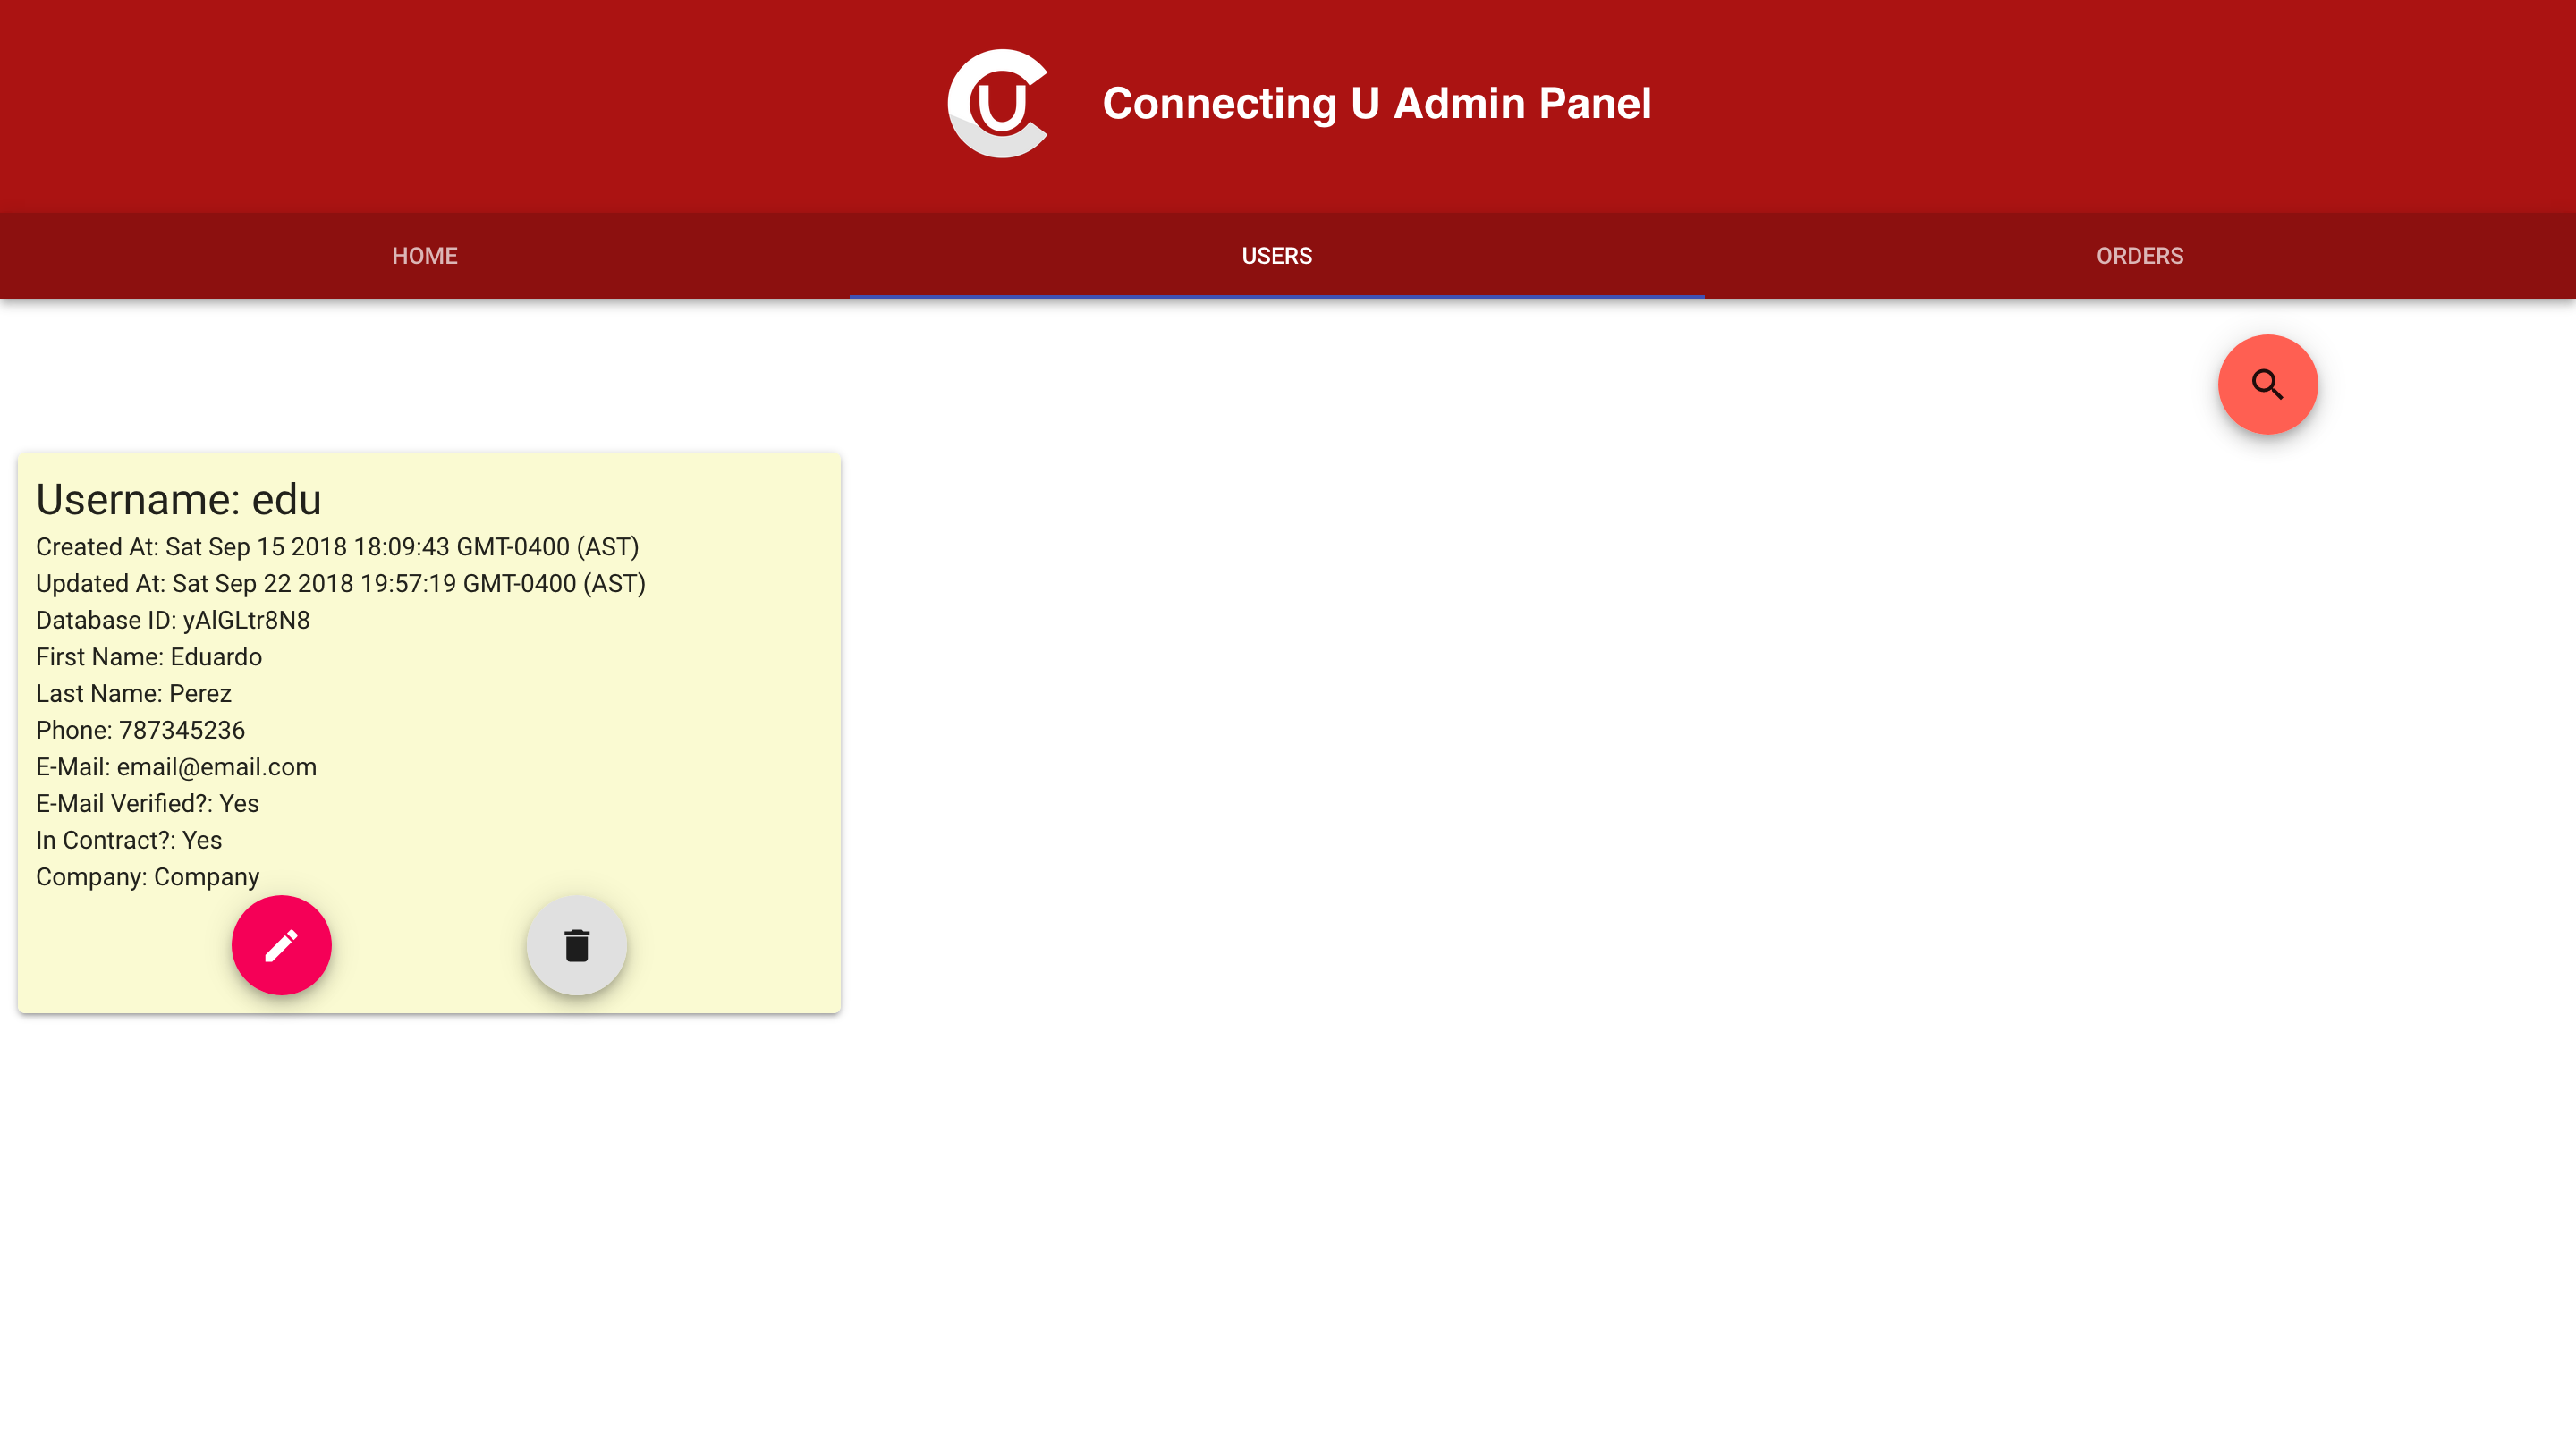 CU
Connecting U Admin Panel
HOME
USERS
ORDERS
Username: edu
Created At: Sat Sep 15 2018 18:09:43 GMT-0400 (AST)
Updated At: Sat Sep 22 2018 19:57:19 GMT-0400 (AST)
Database ID: yAlGLtr8N8
First Name: Eduardo
Last Name: Perez
Phone: 787345236
E-Mail: email@email.com
E-Mail Verified?: Yes
In Contract?: Yes
Company: Company